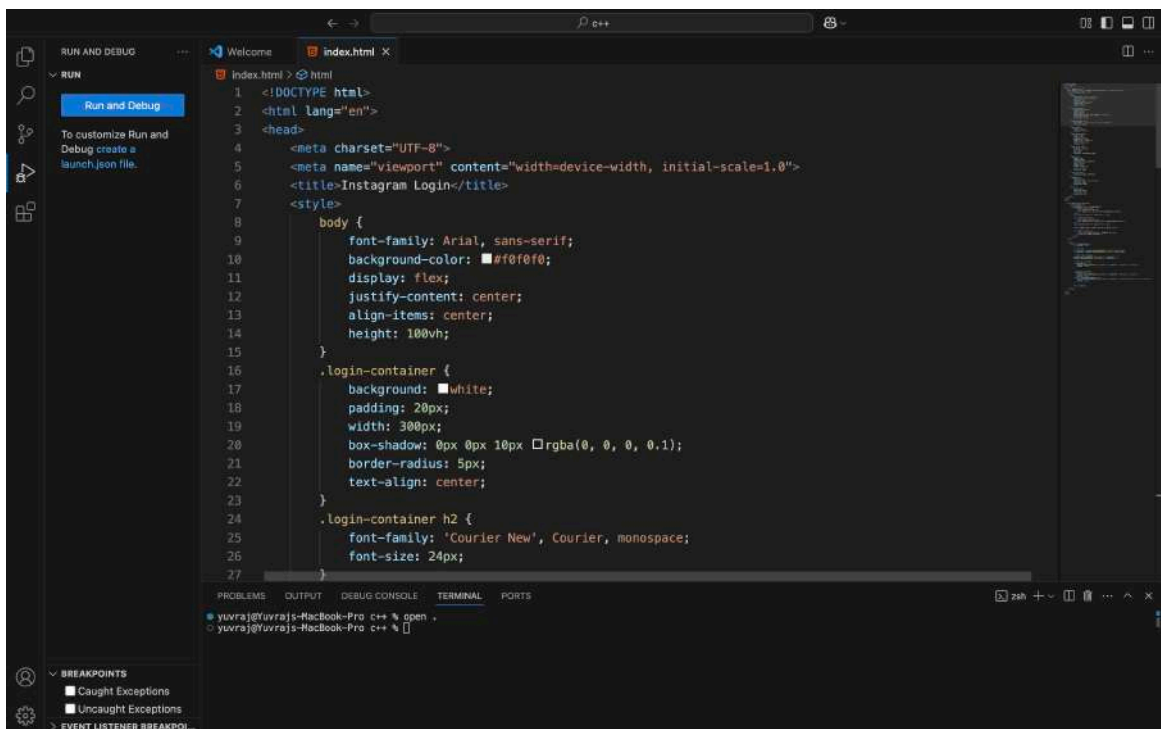 c++
RUN AND DEBUG
RUN
Run and Debug
To customize Run and
Debug create a
launch.json file.
Welcome
index.html
index.html > html
1 <!DOCTYPE html>
2 <html lang="en">
3 <head>
4 <meta charset="UTF-8">
5 <meta name="viewport" content="width=device-width, initial-scale=1.0">
6 <title>Instagram Login</title>
7 <style>
8 body {
9 font-family: Arial, sans-serif;
10 background-color: #f0f0f0;
11 display: flex;
12 justify-content: center;
13 align-items: center;
14 height: 100vh;
15 }
16 .login-container {
17 background: white;
18 padding: 20px;
19 width: 300px;
20 box-shadow: 0px 0px 10px rgba(0, 0, 0, 0.1);
21 border-radius: 5px;
22 text-align: center;
23 }
24 .login-container h2 {
25 font-family: 'Courier New', Courier, monospace;
26 font-size: 24px;
27 }
PROBLEMS OUTPUT DEBUG CONSOLE TERMINAL PORTS
zsh
yuvraj@Yuvrajs-MacBook-Pro c++ % open .
yuvraj@Yuvrajs-MacBook-Pro c++ %
BREAKPOINTS
Caught Exceptions
Uncaught Exceptions
EVENT LISTENER BREAKPOI...